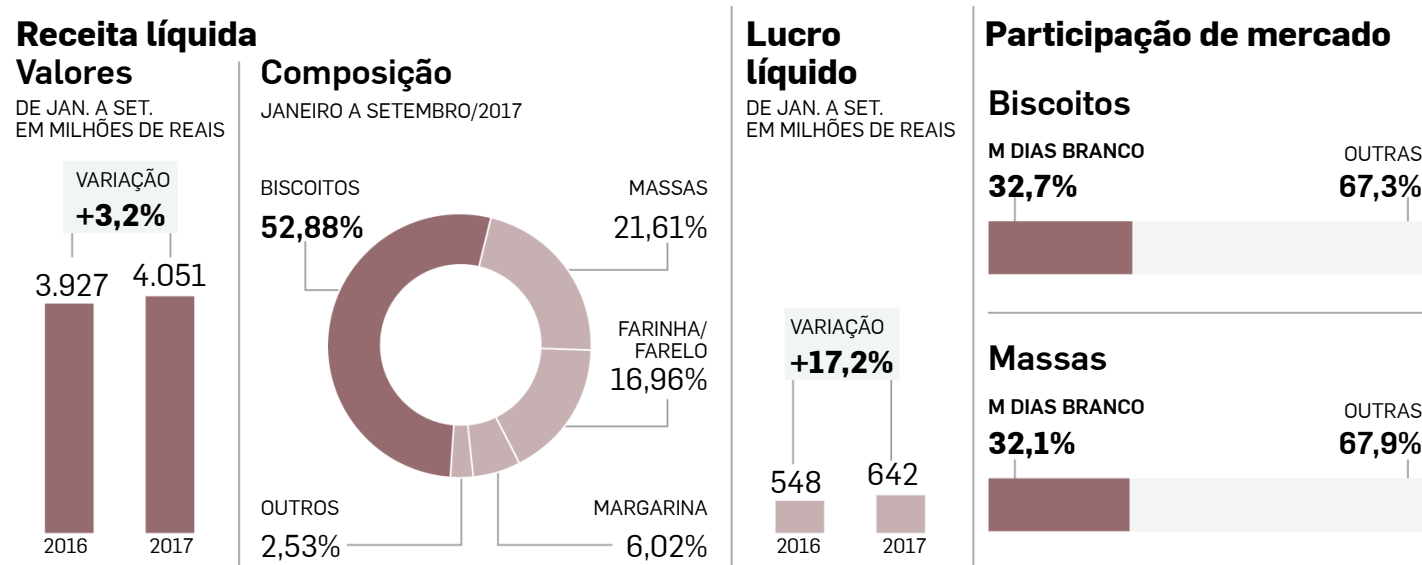 Receita líquida
Valores
DE JAN. A SET.
EM MILHÕES DE REAIS
VARIAÇÃO
+3,2%
3.927
4.051
2016
2017
Composição
JANEIRO A SETEMBRO/2017
BISCOITOS
52,88%
MASSAS
21,61%
FARINHA/
FARELO
16,96%
OUTROS
2,53%
MARGARINA
6,02%
Lucro
líquido
DE JAN. A SET.
EM MILHÕES DE REAIS
VARIAÇÃO
+17,2%
548
642
2016
2017
Participação de mercado
Biscoitos
M DIAS BRANCO
32,7%
OUTRAS
67,3%
Massas
M DIAS BRANCO
32,1%
OUTRAS
67,9%